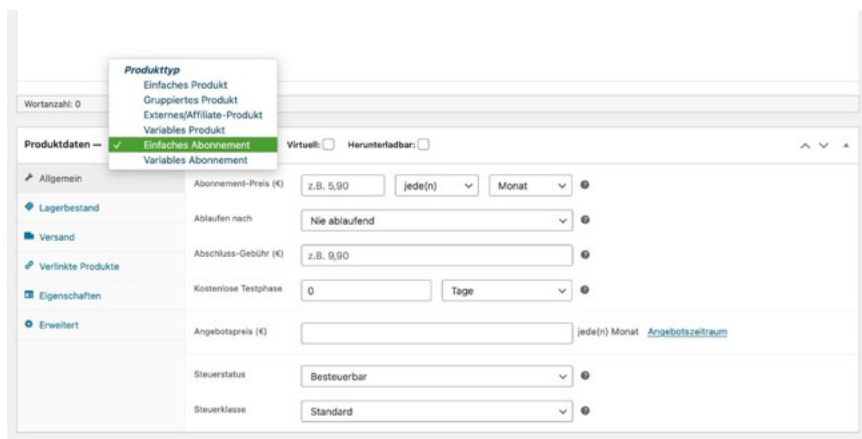 Produkttyp
Einfaches Produkt
Gruppiertes Produkt
Externes/Affiliate-Produkt
Variables Produkt
✓ Einfaches Abonnement
Variables Abonnement
Wortanzahl: 0
Produktdaten —
Virtuell:
Herunterladbar:
Allgemein
Lagerbestand
Versand
Verlinkte Produkte
Eigenschaften
Erweitert
Abonnement-Preis (€) z.B. 5,90 jede(n) Monat
Ablaufen nach Nie ablaufend
Abschluss-Gebühr (€) z.B. 9,90
Kostenlose Testphase 0 Tage
Angebotspreis (€) jede(n) Monat Angebotszeitraum
Steuerstatus Besteuerbar
Steuerklasse Standard